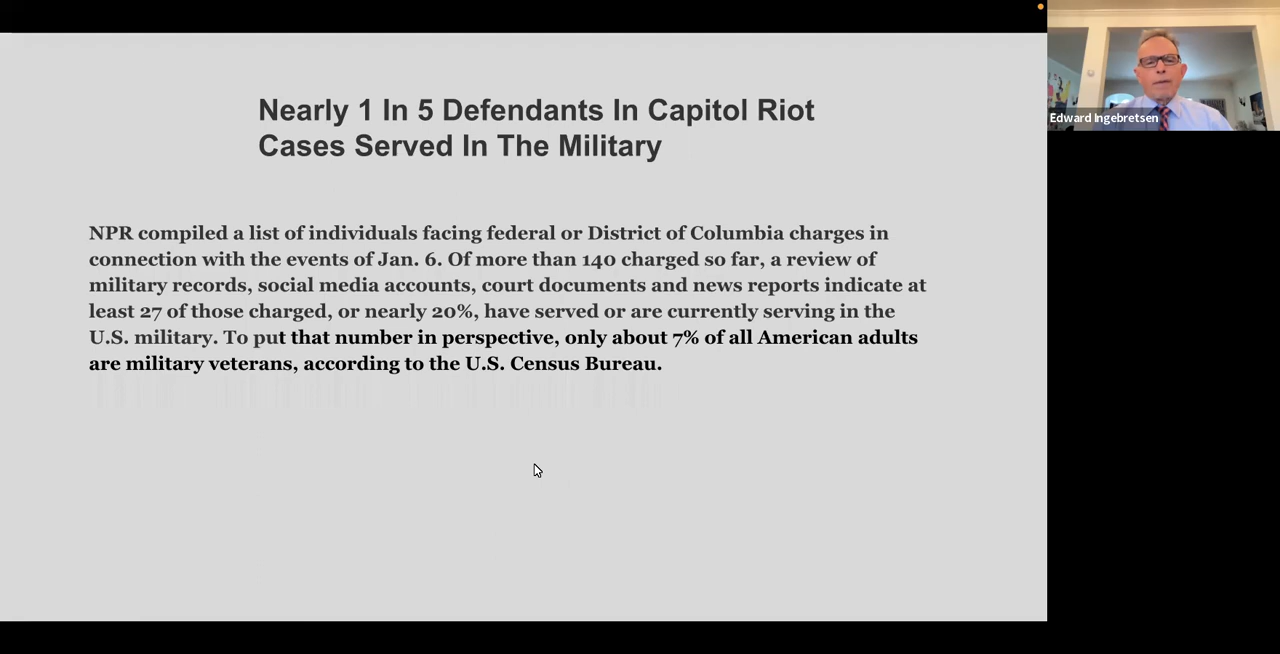 Nearly 1 In 5 Defendants In Capitol Riot
Cases Served In The Military
NPR compiled a list of individuals facing federal or District of Columbia charges in
connection with the events of Jan. 6. Of more than 140 charged so far, a review of
military records, social media accounts, court documents and news reports indicate at
least 27 of those charged, or nearly 20%, have served or are currently serving in the
U.S. military. To put that number in perspective, only about 7% of all American adults
are military veterans, according to the U.S. Census Bureau.
Edward Ingebretsen